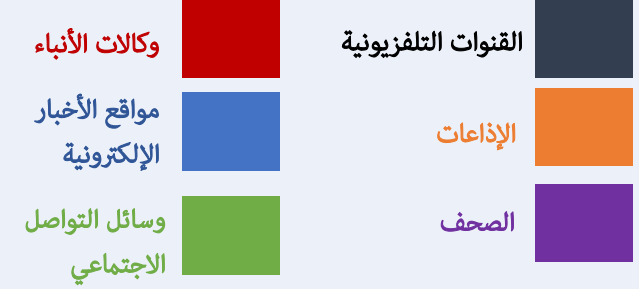 القنوات التلفزيونية
الإذاعات
الصحف
وكالات الأنباء
مواقع الأخبار
الإلكترونية
وسائل التواصل
الاجتماعي